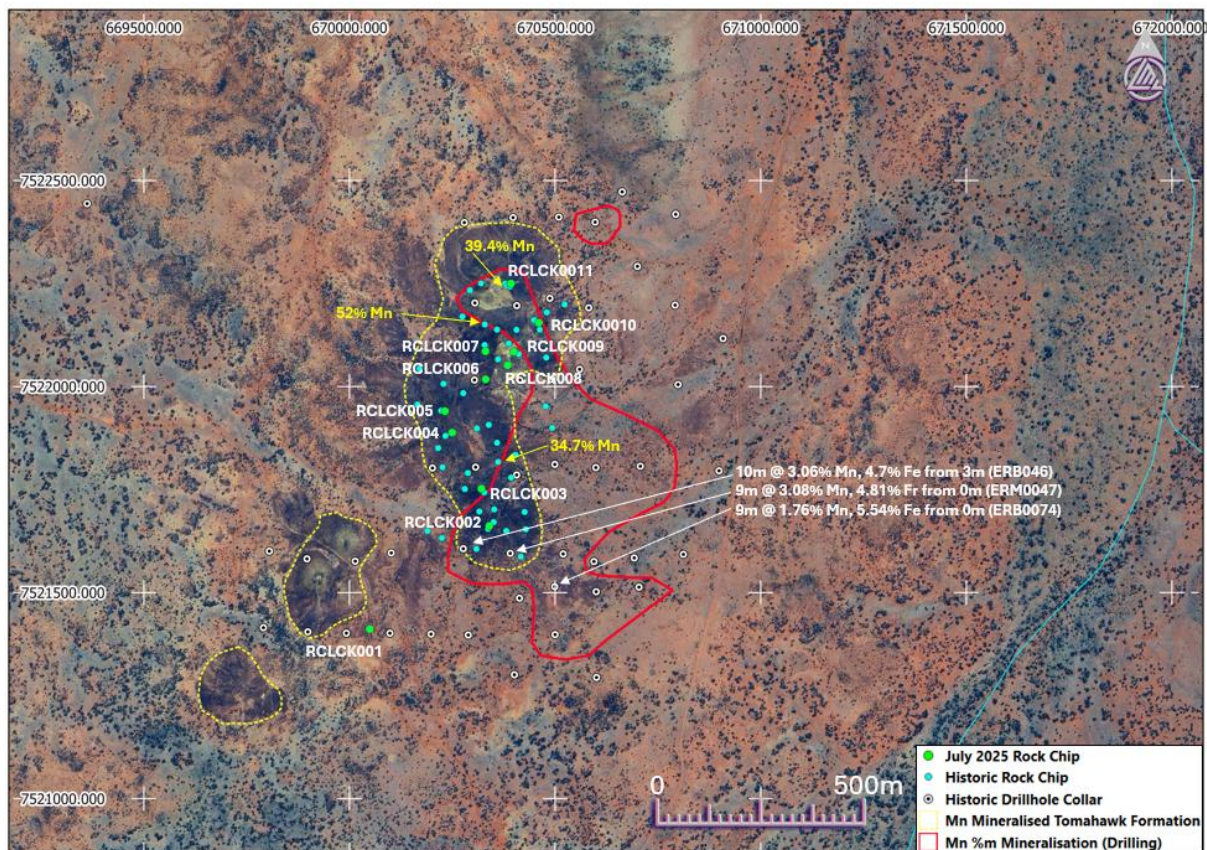 669500.000
670000.000
670500.000
671000.000
671500.000
672000.000
N
7522500.000
39.4% Mn
RCLCK0011
52% Mn
RCLCK0010
RCLCK007
RCLCK009
RCLCK006
RCLCK008
7522000.000
RCLCK005
RCLCK004
34.7% Mn
10m @ 3.06% Mn, 4.7% Fe from 3m (ERB046)
9m @ 3.08% Mn, 4.81% Fr from 0m (ERM0047)
9m @ 1.76% Mn, 5.54% Fe from 0m (ERB0074)
RCLCK003
RCLCK002
7521500.000
RCLCK001
7521000.000
0 500m
July 2025 Rock Chip
Historic Rock Chip
Historic Drillhole Collar
Mn Mineralised Tomahawk Formation
Mn %m Mineralisation (Drilling)